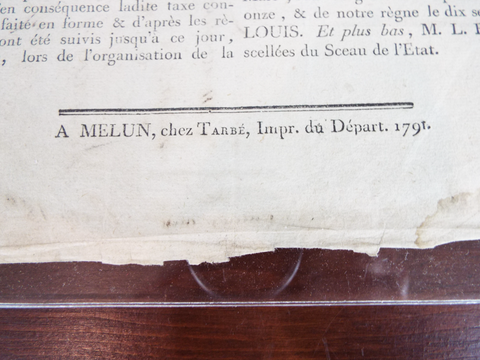 en conséquence ladite taxe con-
faite en forme & d'après les rè-
ont été suivis jusqu'à ce jour,
, lors de l'organisation de la
onze, & de notre règne le dix
LOUIS. Et plus bas, M. L.
scellées du Sceau de l'Etat.
A MELUN, chez TARBÉ, Impr. du Départ. 1791.